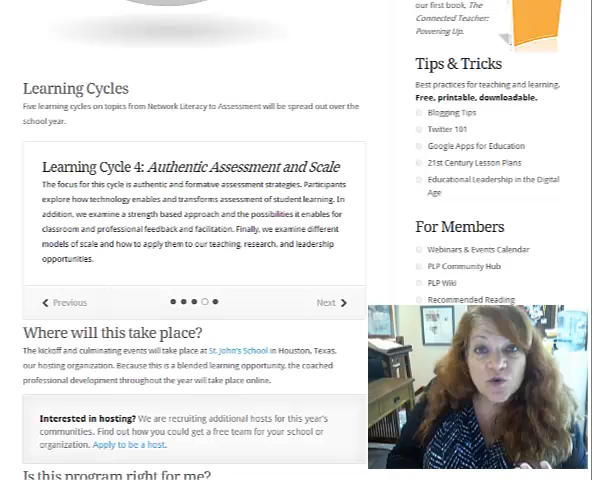 our first book, The
Connected Teacher:
Powering Up.
Learning Cycles
Five learning cycles on topics from Network Literacy to Assessment will be spread out over the
school year.
Learning Cycle 4: Authentic Assessment and Scale
The focus for this cycle is authentic and formative assessment strategies. Participants
explore how technology enables and transforms assessment of student learning. In
addition, we examine a strength based approach and the possibilities it enables for
classroom and professional feedback and facilitation. Finally, we examine different
models of scale and how to apply them to our teaching, research, and leadership
opportunities.
Previous
Next
Where will this take place?
The kickoff and culminating events will take place at St. John's School in Houston, Texas,
our hosting organization. Because this is a blended learning opportunity, the coached
professional development throughout the year will take place online.
Interested in hosting? We are recruiting additional hosts for this year's
communities. Find out how you could get a free team for your school or
organization. Apply to be a host.
Is this program right for me?
Tips & Tricks
Best practices for teaching and learning.
Free, printable, downloadable.
Blogging Tips
Twitter 101
Google Apps for Education
21st Century Lesson Plans
Educational Leadership in the Digital
Age
For Members
Webinars & Events Calendar
PLP Community Hub
PLP Wiki
Recommended Reading